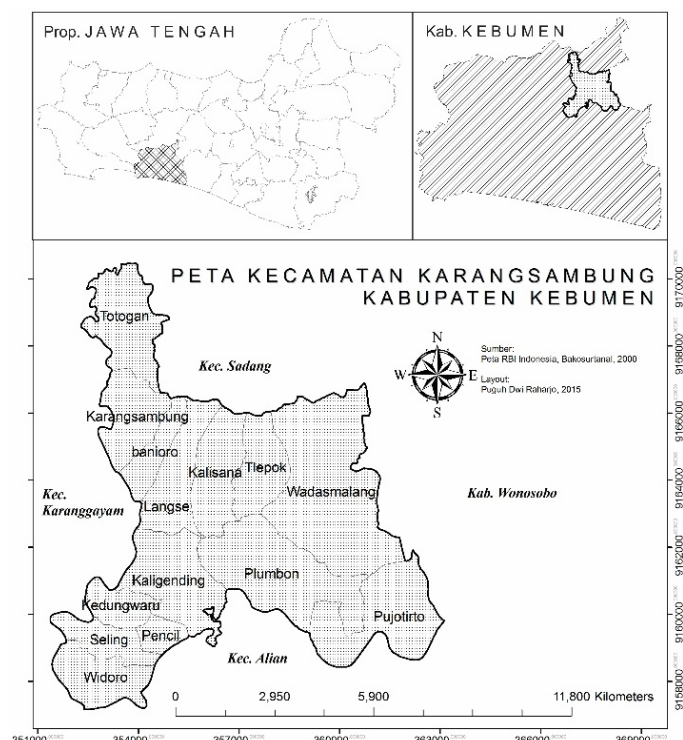 Prop. JAWA TENGAH
Kab. KEBUMEN
PETA KECAMATAN KARANGSAMBUNG
KABUPATEN KEBUMEN
N
W E
S
Sumber:
Peta RBI Indonesia, Bakosurtanal, 2000
Layout:
Puguh Dwi Raharjo, 2015
Totogan
Kec. Sadang
Karangsambung
banioro
Kalisana
Tlepok
Wadasmalang
Kec.
Karanggayam
Langse
Kab. Wonosobo
Kaligending
Plumbon
Kedungwaru
Pujotirto
Seling
Pencil
Kec. Alian
Widoro
0 2,950 5,900 11,800 Kilometers
9170000
9168000
9166000
9164000
9162000
9160000
9158000
351000 354000 357000 360000 363000 366000 369000